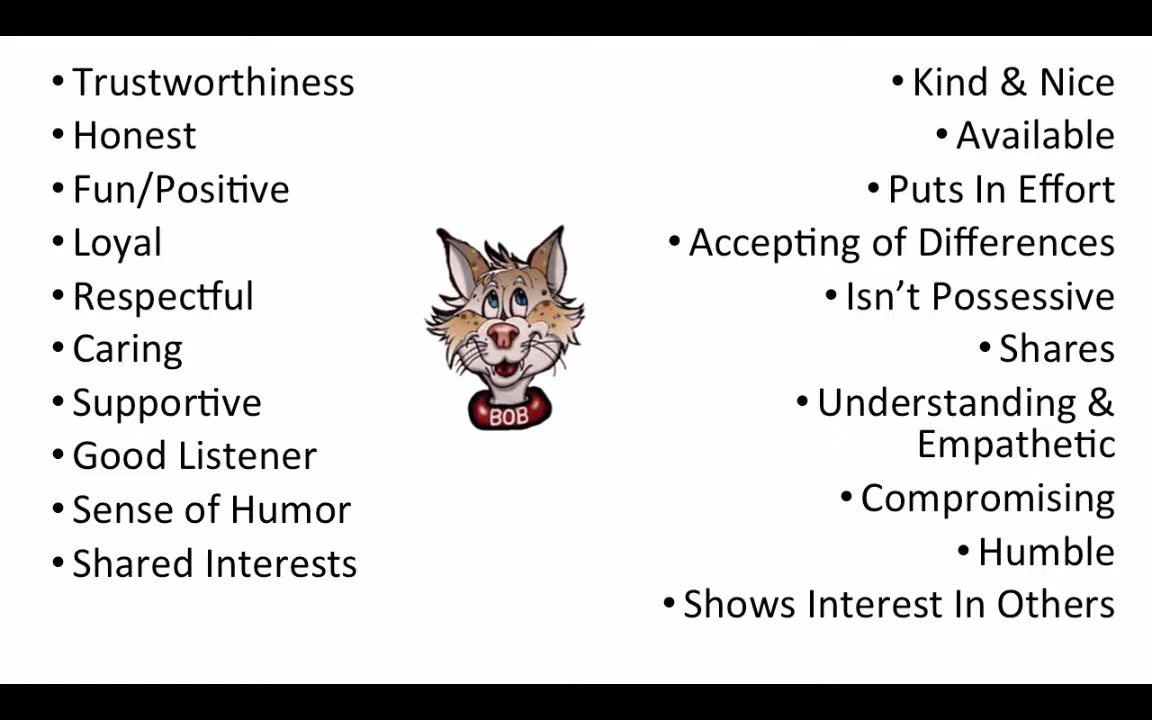 • Trustworthiness
• Honest
• Fun/Positive
• Loyal
• Respectful
• Caring
• Supportive
• Good Listener
• Sense of Humor
• Shared Interests
BOB
• Kind & Nice
• Available
• Puts In Effort
• Accepting of Differences
• Isn’t Possessive
• Shares
• Understanding &
Empathetic
• Compromising
• Humble
• Shows Interest In Others